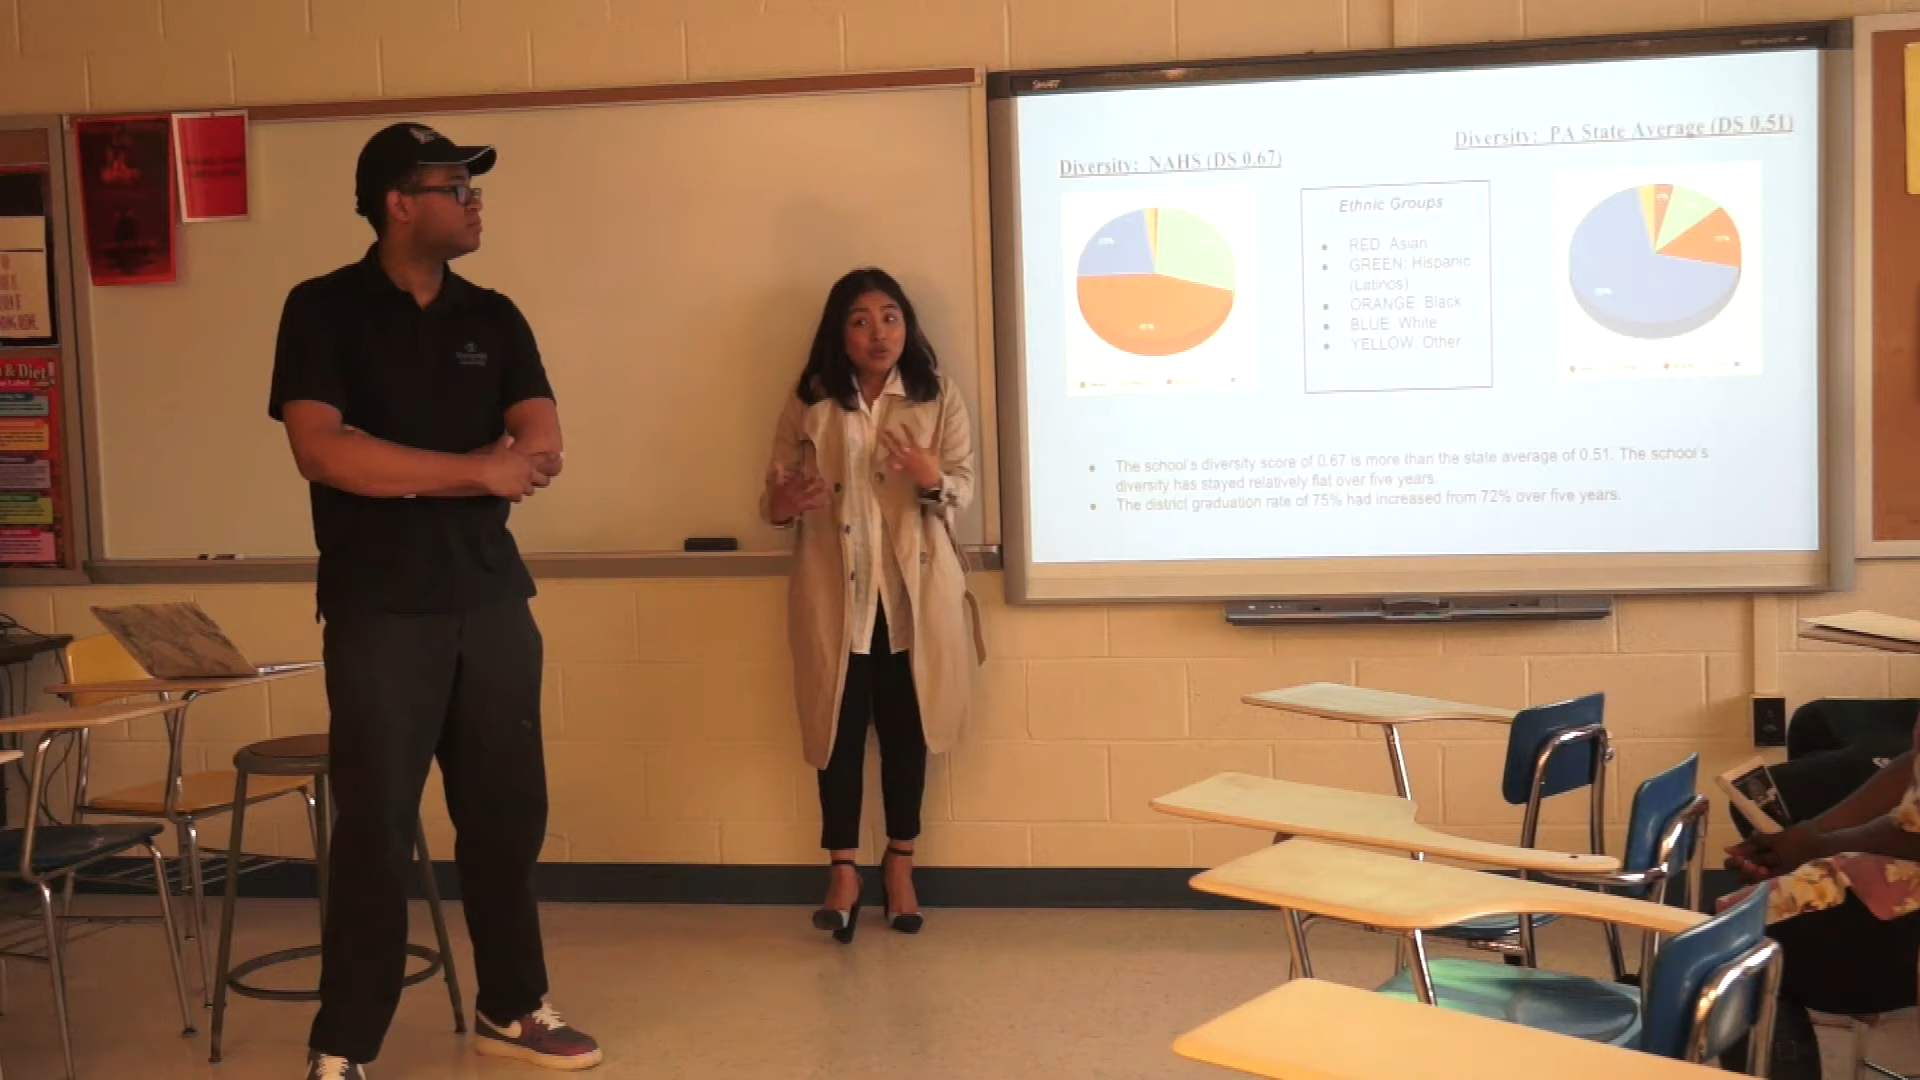 SMART
Diversity: NAHS (DS 0.67)
Diversity: PA State Average (DS 0.51)
Ethnic Groups
RED: Asian
GREEN: Hispanic
(Latinos)
ORANGE: Black
BLUE: White
YELLOW: Other
The school's diversity score of 0.67 is more than the state average of 0.51. The school's
diversity has stayed relatively flat over five years.
The district graduation rate of 75% had increased from 72% over five years.
& Diet